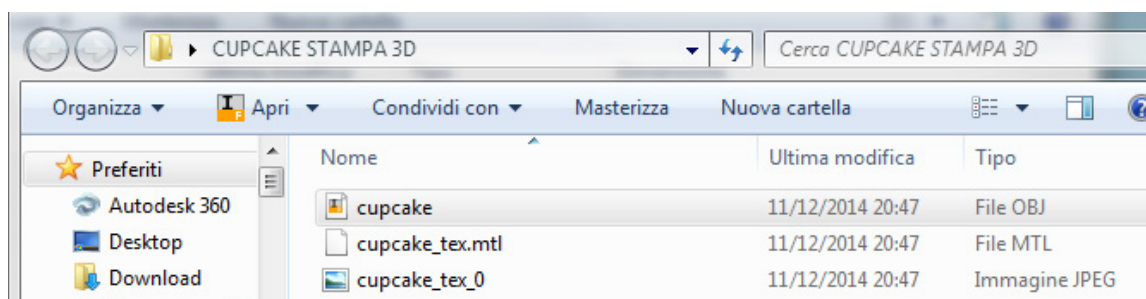 CUPCAKE STAMPA 3D Cerca CUPCAKE STAMPA 3D
Organizza Apri Condividi con Masterizza Nuova cartella
Preferiti Nome Ultima modifica Tipo
Autodesk 360 cupcake 11/12/2014 20:47 File OBJ
Desktop cupcake_tex.mtl 11/12/2014 20:47 File MTL
Download cupcake_tex_0 11/12/2014 20:47 Immagine JPEG